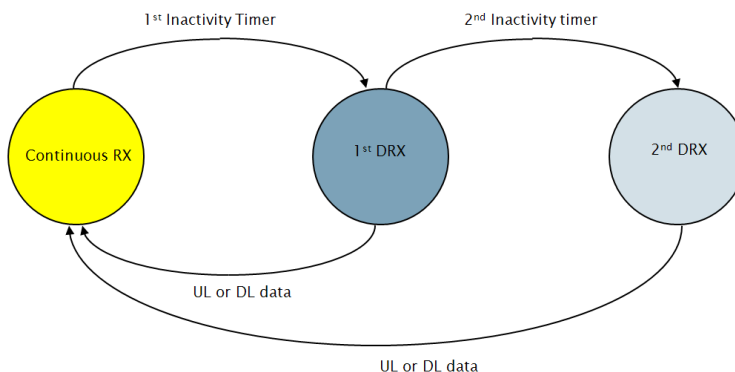 1st Inactivity Timer
2nd Inactivity timer
Continuous RX
1st DRX
2nd DRX
UL or DL data
UL or DL data